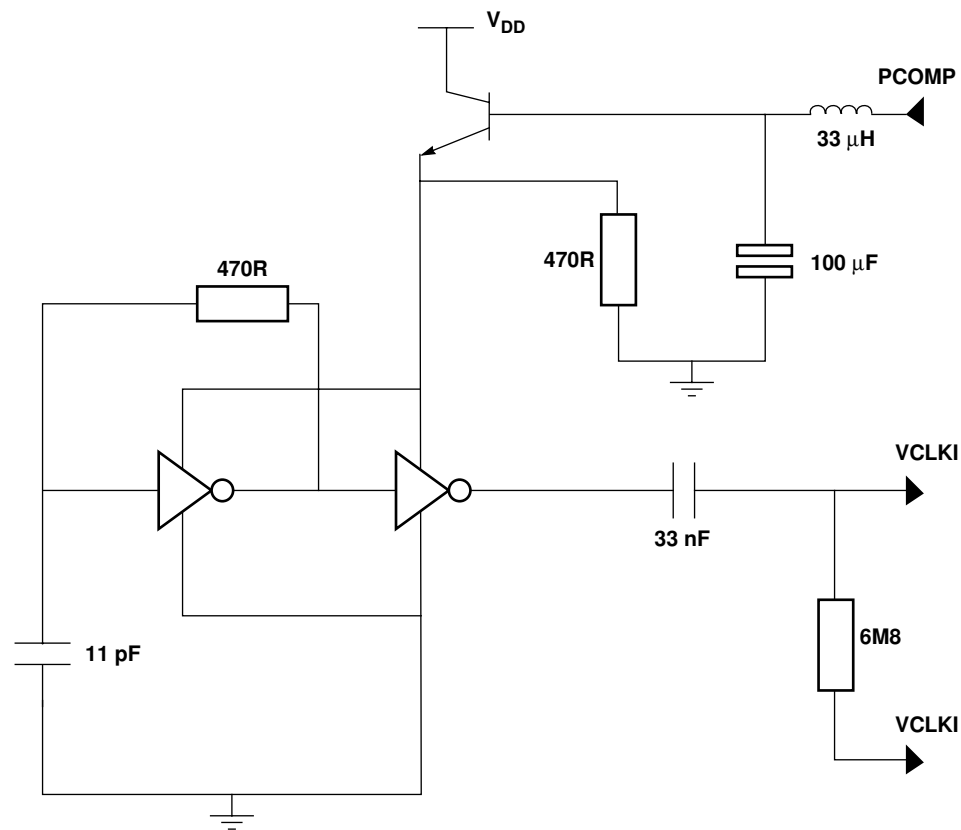 VDD
PCOMP
33 μH
470R
100 μF
470R
VCLKI
33 nF
11 pF
6M8
VCLKI